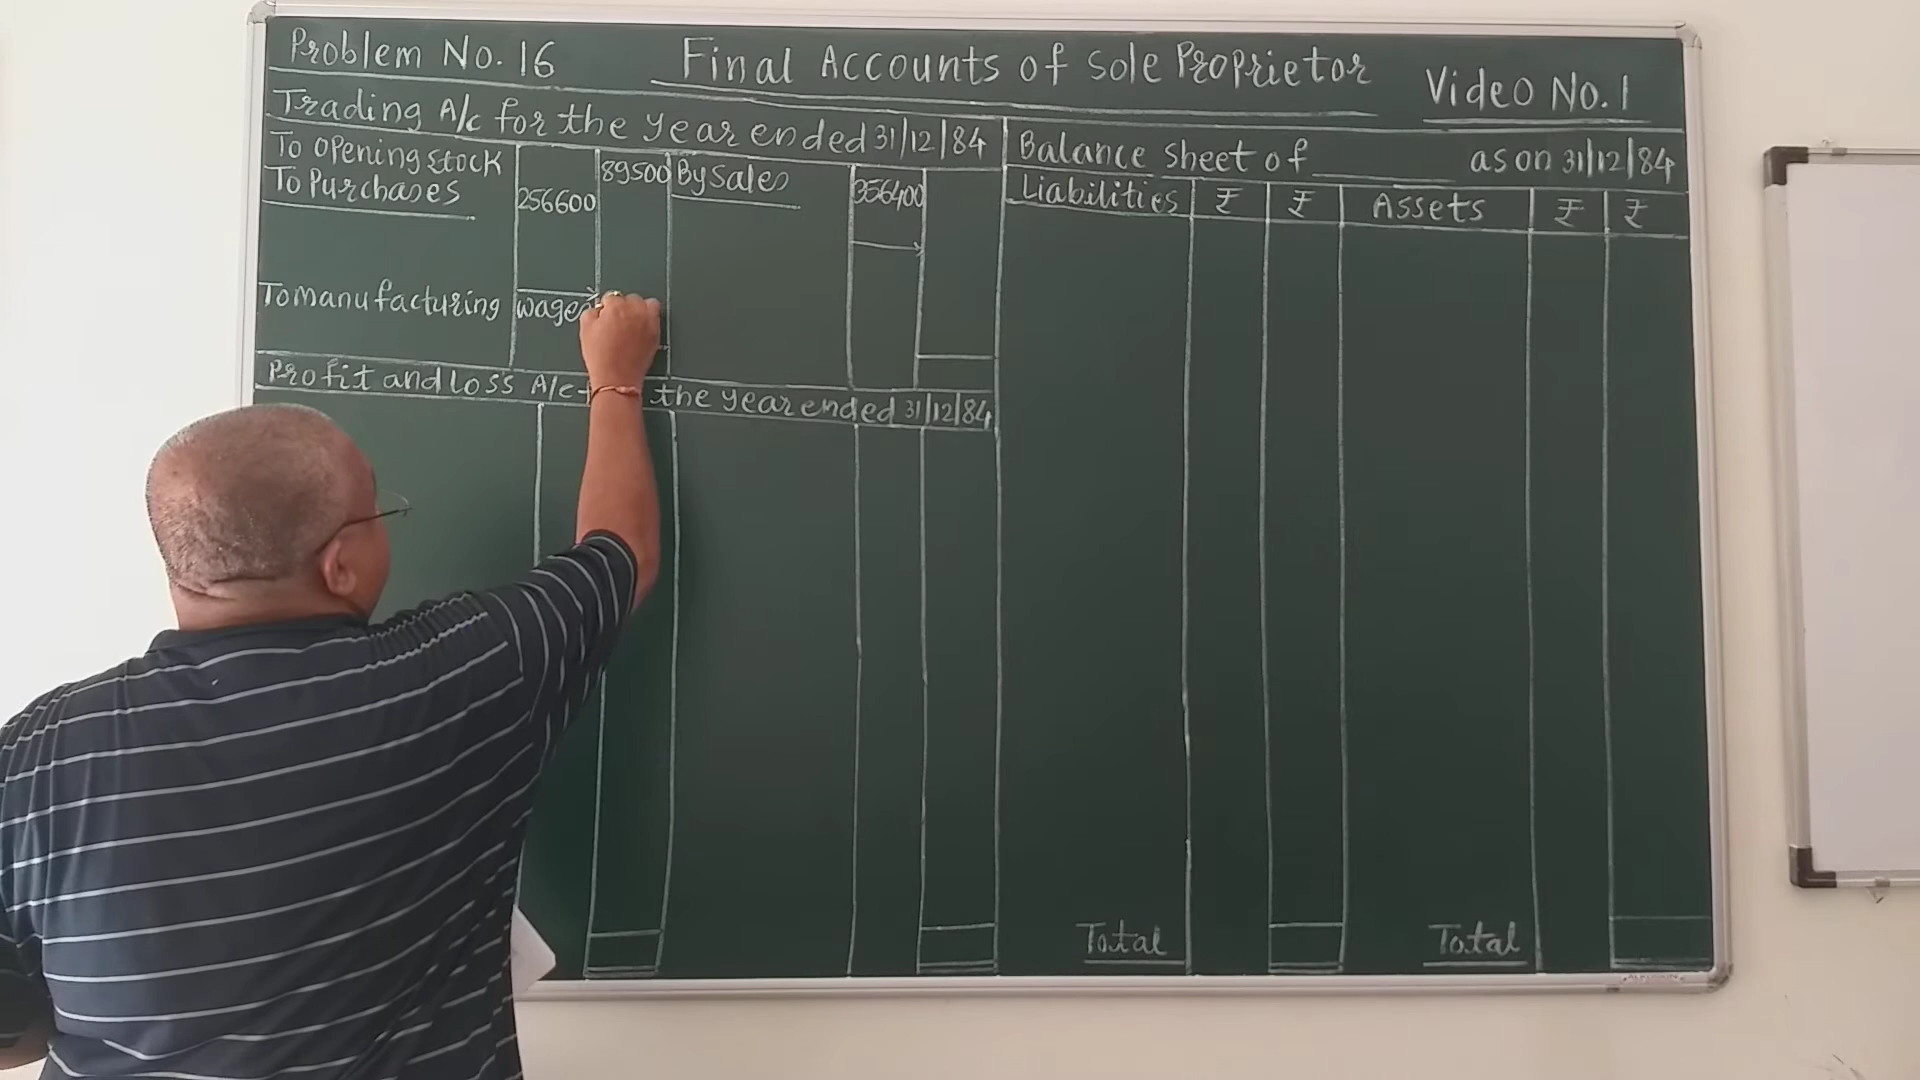 Problem No. 16
Final Accounts of Sole Proprietor
Video No. 1
Trading A/c for the year ended 31/12/84
To Opening Stock 89500 By Sales 356400
To Purchases 256600
To manufacturing wages
Profit and Loss A/c the year ended 31/12/84
Balance Sheet of ______ as on 31/12/84
Liabilities ₹ ₹ Assets ₹ ₹
Total Total